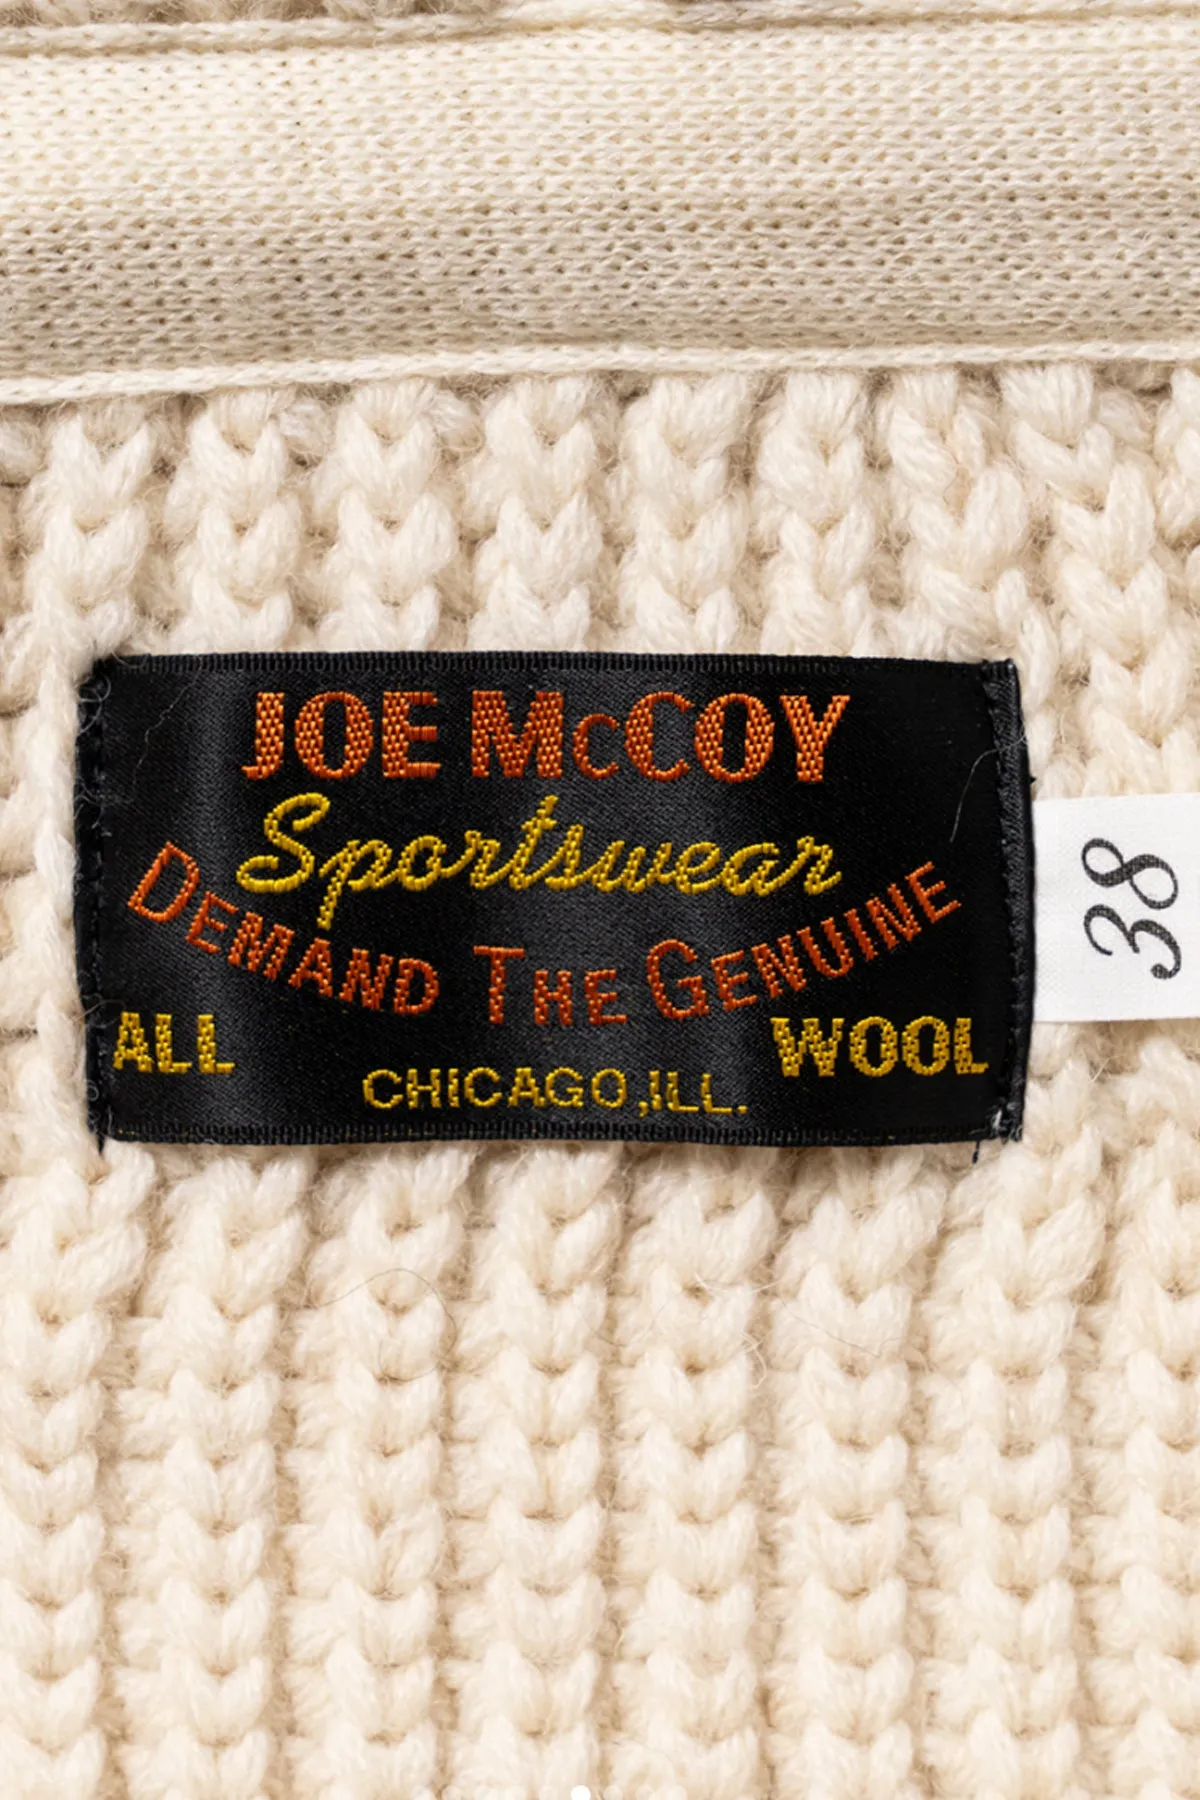 JOE McCOY
Sportswear
DEMAND THE GENUINE
ALL WOOL
CHICAGO,ILL.
38